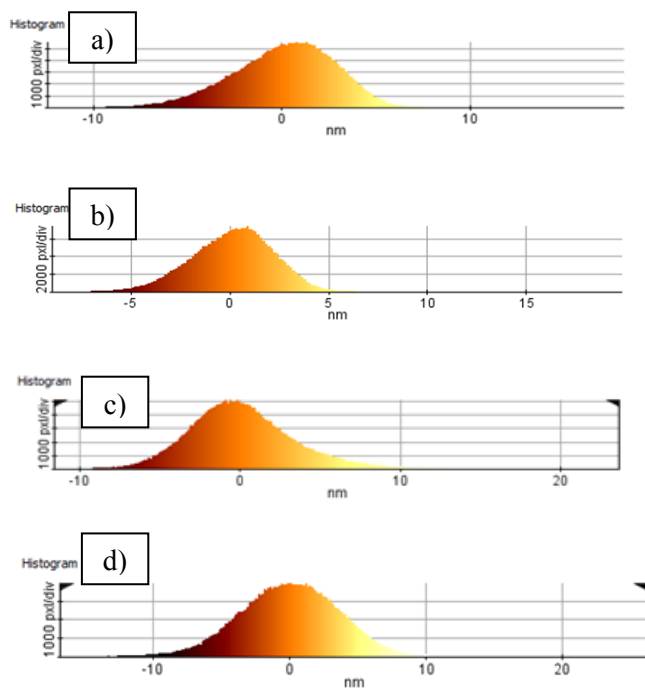 Histogram
a)
1000 pxl/div
-10 0 10
nm
Histogram
b)
2000 pxl/div
-5 0 5 10 15
nm
Histogram
c)
1000 pxl/div
-10 0 10 20
nm
Histogram
d)
1000 pxl/div
-10 0 10 20
nm